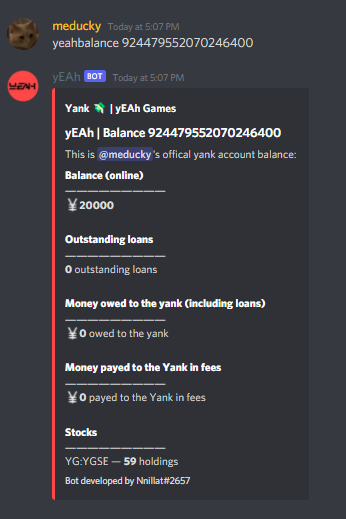 meducky Today at 5:07 PM
yeahbalance 924479552070246400
yEAh BOT Today at 5:07 PM
YEAH
Yank 💸 | yEAh Games
yEAh | Balance 924479552070246400
This is @meducky's offical yank account balance:
Balance (online)
—————————
¥20000
Outstanding loans
—————————
0 outstanding loans
Money owed to the yank (including loans)
—————————
¥0 owed to the yank
Money payed to the Yank in fees
—————————
¥0 payed to the Yank in fees
Stocks
—————————
YG:YGSE — 59 holdings
Bot developed by Nnillat#2657